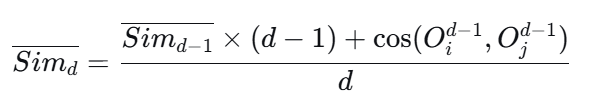 $\overline{Sim_d} = \frac{\overline{Sim_{d-1}} \times (d-1) + \cos(O_i^{d-1}, O_j^{d-1})}{d}$